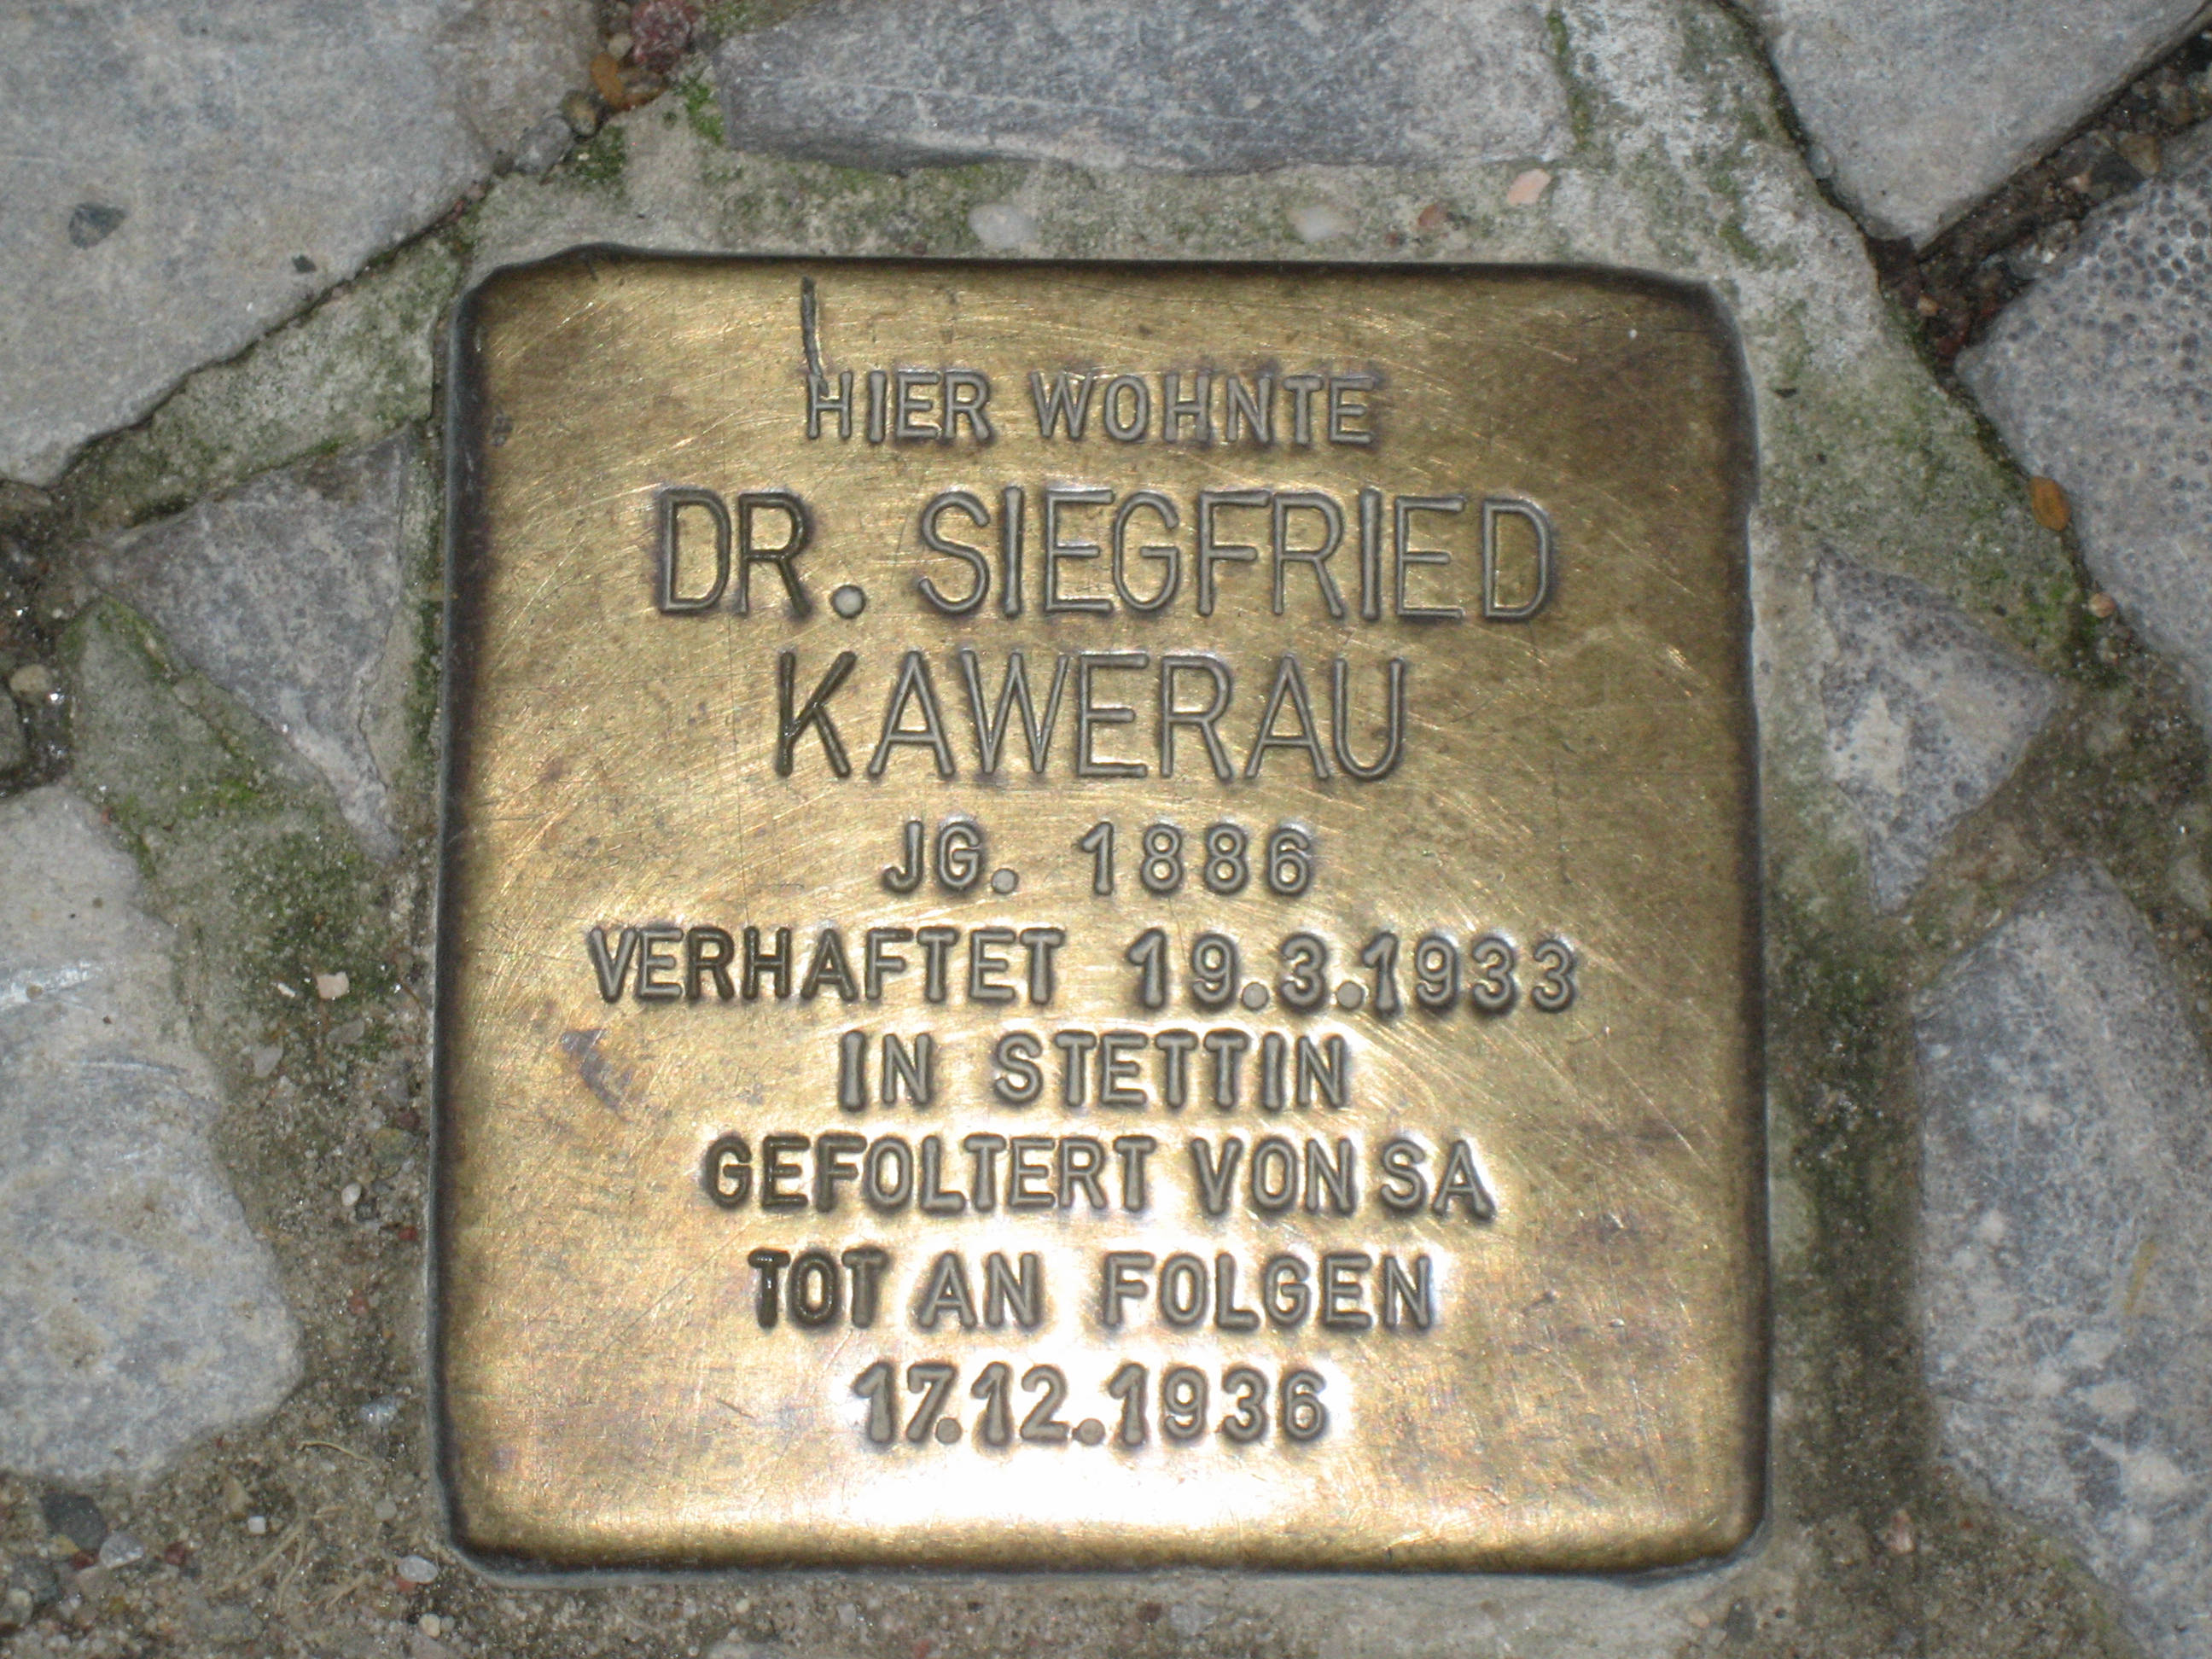 HIER WOHNTE
DR. SIEGFRIED
KAWERAU
JG. 1886
VERHAFTET 19.3.1933
IN STETTIN
GEFOLTERT VON SA
TOT AN FOLGEN
17.12.1936